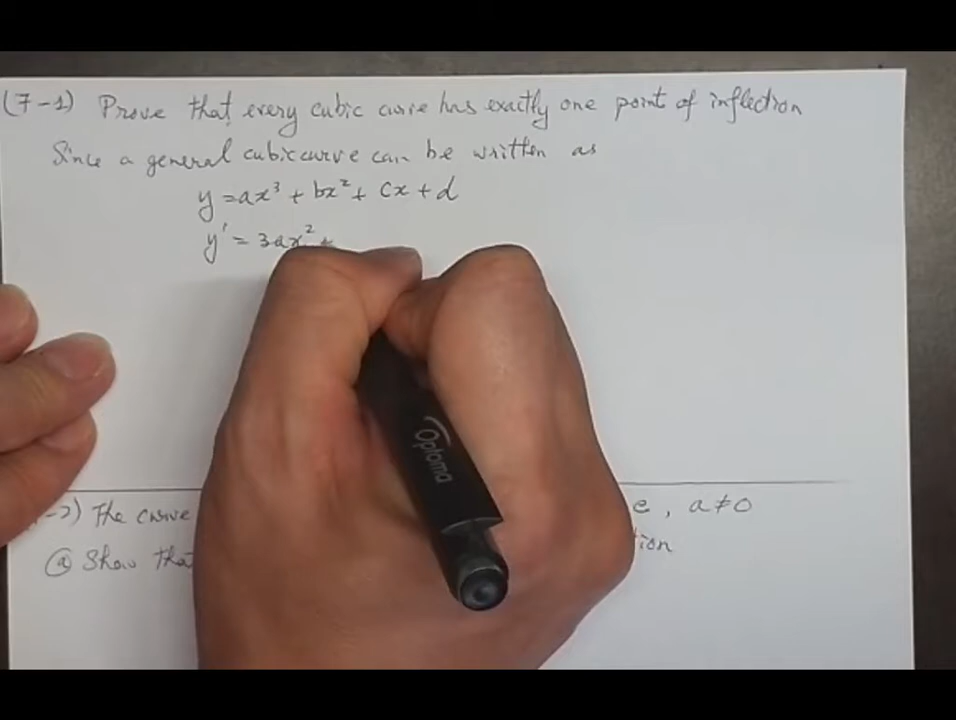 (7-1) Prove that every cubic curve has exactly one point of inflection
Since a general cubic curve can be written as
y = ax³ + bx² + cx + d
y' = 3ax² +
Optoma
-2) The curve e, a≠0
ⓐ Show that tion